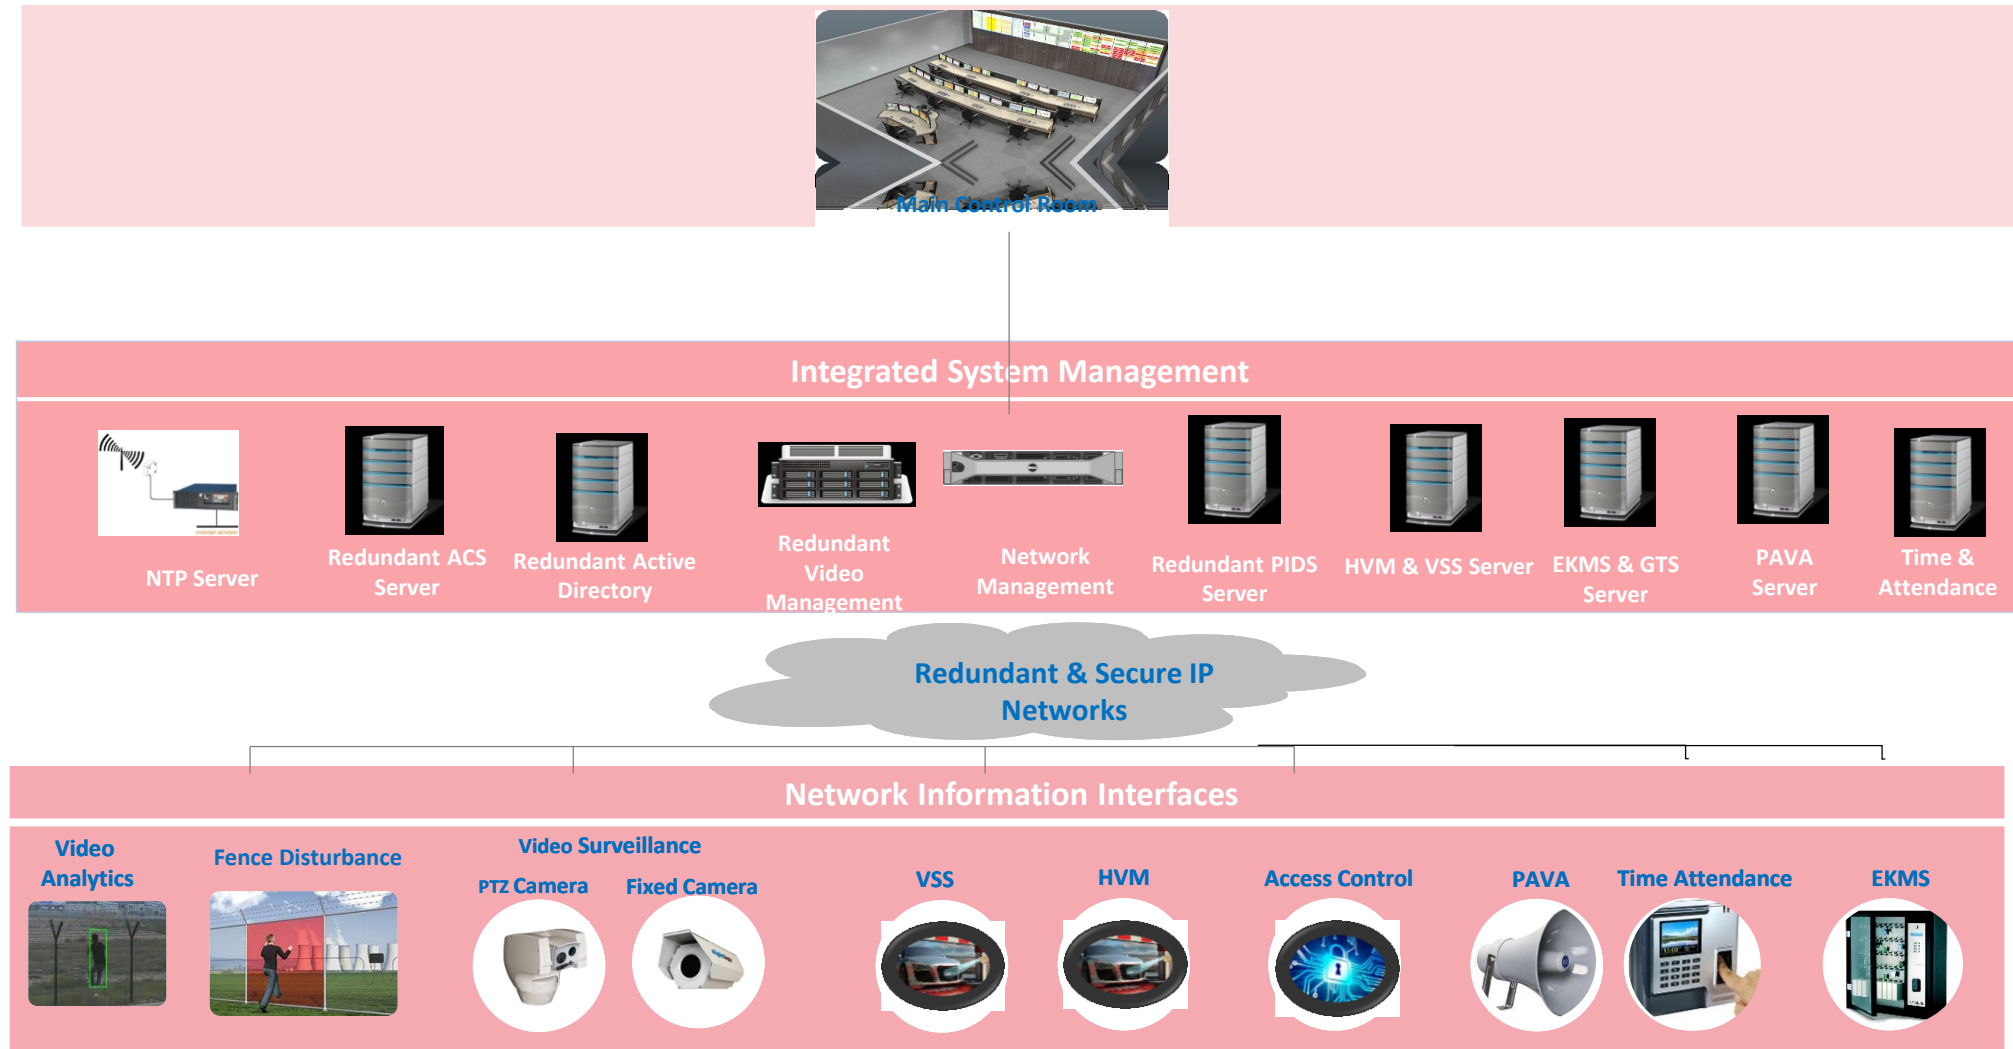 Main Control Room
Integrated System Management
NTP Server
Redundant ACS
Server
Redundant Active
Directory
Redundant
Video
Management
Network
Management
Redundant PIDS
Server
HVM & VSS Server
EKMS & GTS
Server
PAVA
Server
Time &
Attendance
Redundant & Secure IP
Networks
Network Information Interfaces
Video
Analytics
Fence Disturbance
Video Surveillance
PTZ Camera
Fixed Camera
VSS
HVM
Access Control
PAVA
Time Attendance
EKMS